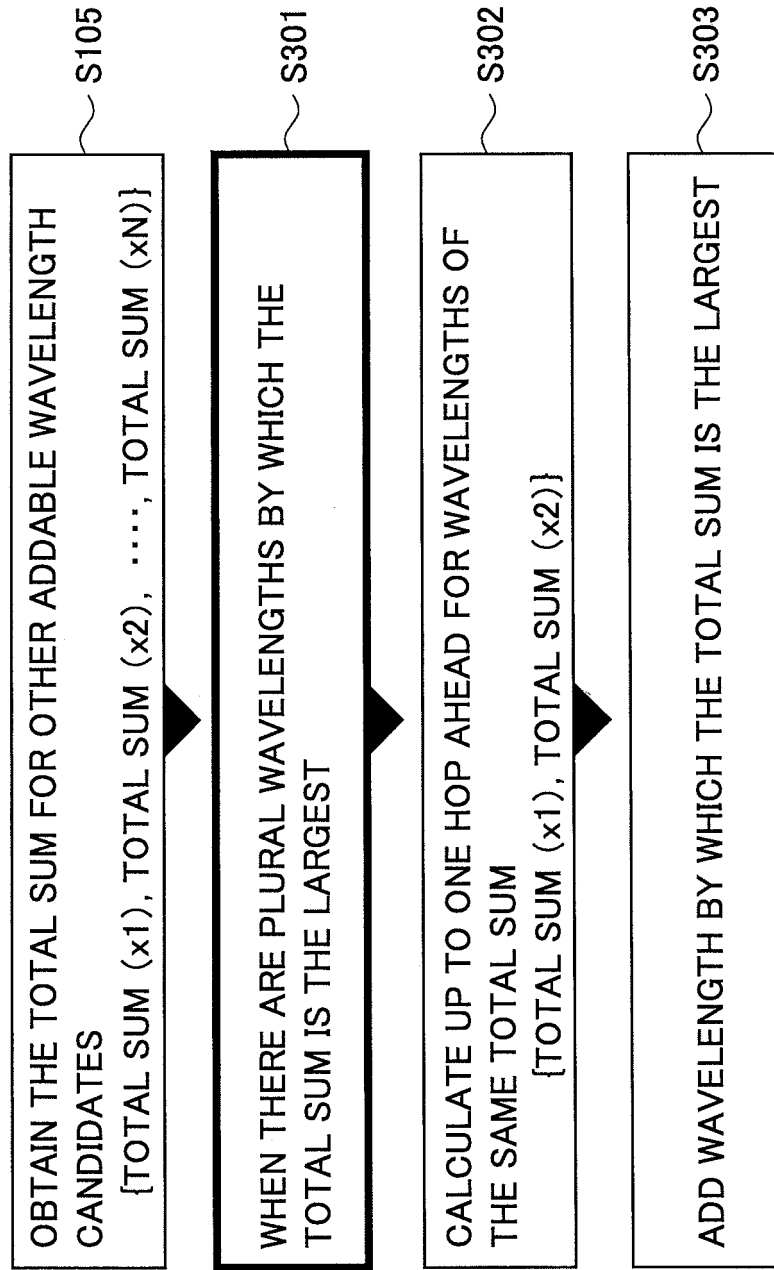 OBTAIN THE TOTAL SUM FOR OTHER ADDABLE WAVELENGTH
CANDIDATES
{TOTAL SUM (x1), TOTAL SUM (x2), ····, TOTAL SUM (xN)}
S105
WHEN THERE ARE PLURAL WAVELENGTHS BY WHICH THE
TOTAL SUM IS THE LARGEST
S301
CALCULATE UP TO ONE HOP AHEAD FOR WAVELENGTHS OF
THE SAME TOTAL SUM
{TOTAL SUM (x1), TOTAL SUM (x2)}
S302
ADD WAVELENGTH BY WHICH THE TOTAL SUM IS THE LARGEST
S303